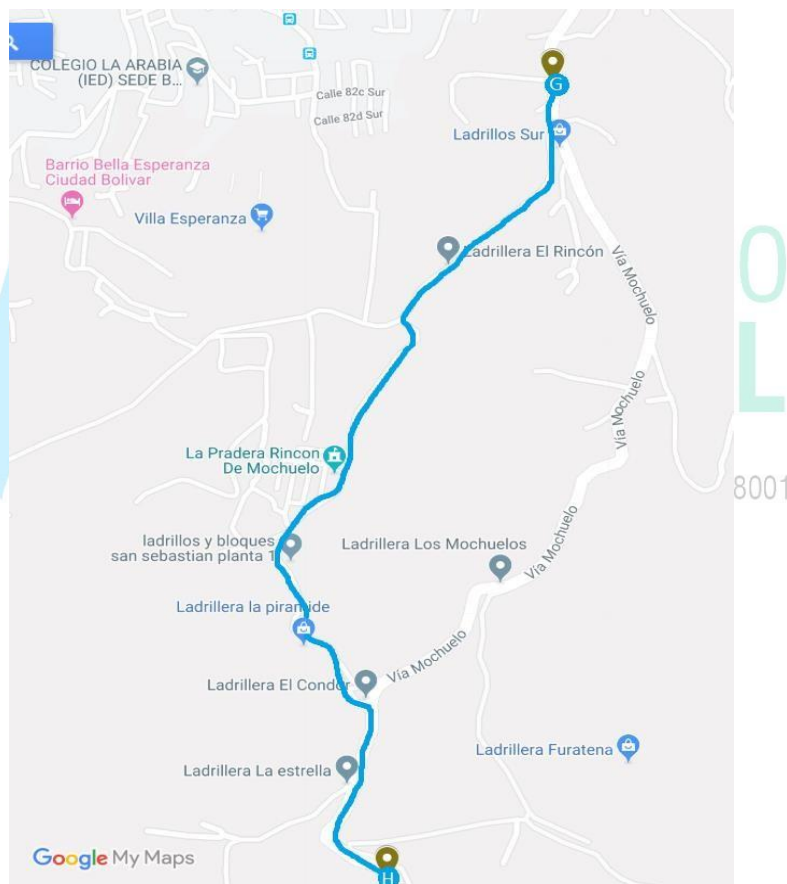 COLEGIO LA ARABIA
(IED) SEDE B...
G
Calle 82c Sur
Calle 82d Sur
Ladrillos Sur
Barrio Bella Esperanza
Ciudad Bolivar
Villa Esperanza
Ladrillera El Rincón
Vía Mochuelo
O
L
Vía Mochuelo
La Pradera Rincon
De Mochuelo
8001
Vía Mochuelo
ladrillos y bloques
san sebastian planta 1
Ladrillera Los Mochuelos
Ladrillera la piramide
Vía Mochuelo
Ladrillera El Condor
Ladrillera Furatena
Ladrillera La estrella
Google My Maps
H